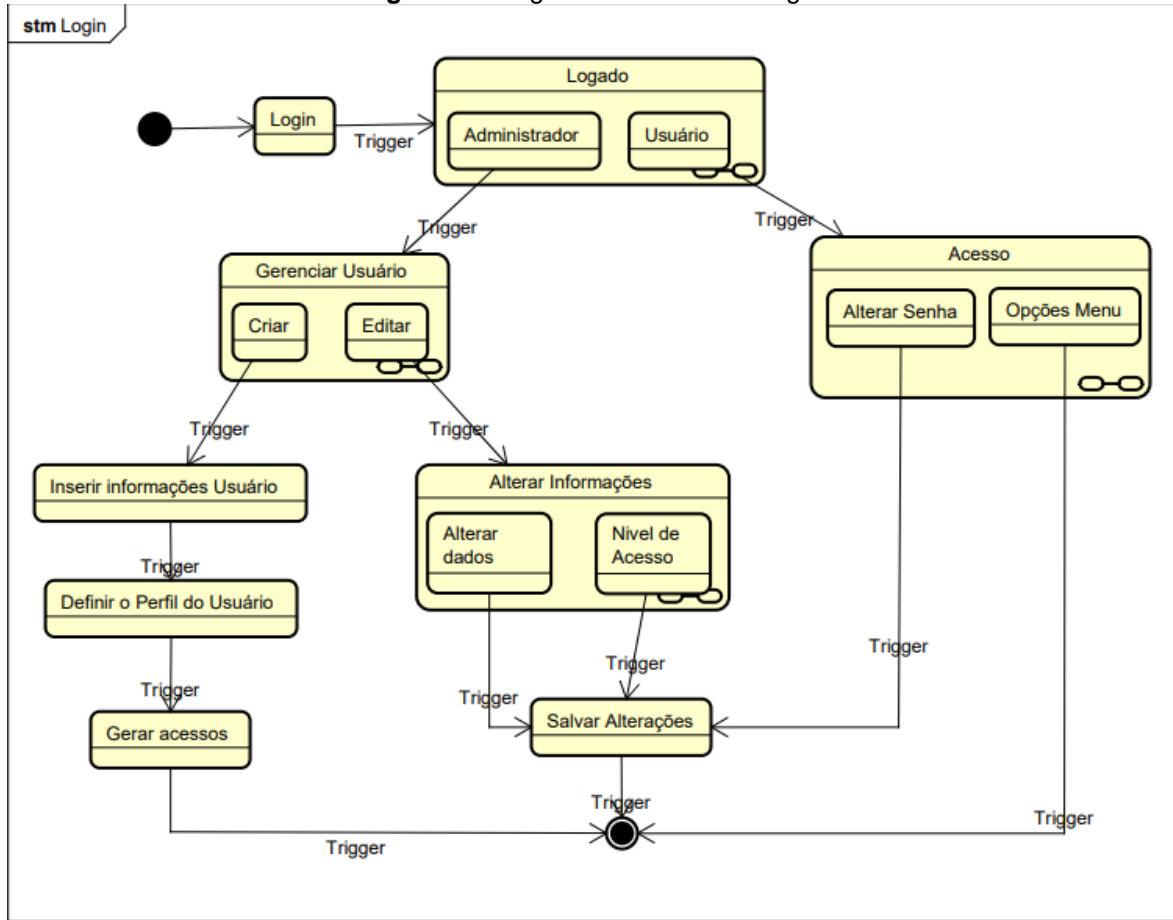 stm Login
Logado
Login
Trigger
Administrador
Usuário
Trigger
Trigger
Gerenciar Usuário
Criar
Editar
Acesso
Alterar Senha
Opções Menu
Trigger
Trigger
Inserir informações Usuário
Alterar Informações
Alterar
dados
Nivel de
Acesso
Trigger
Definir o Perfil do Usuário
Trigger
Trigger
Trigger
Trigger
Gerar acessos
Salvar Alterações
Trigger
Trigger
Trigger